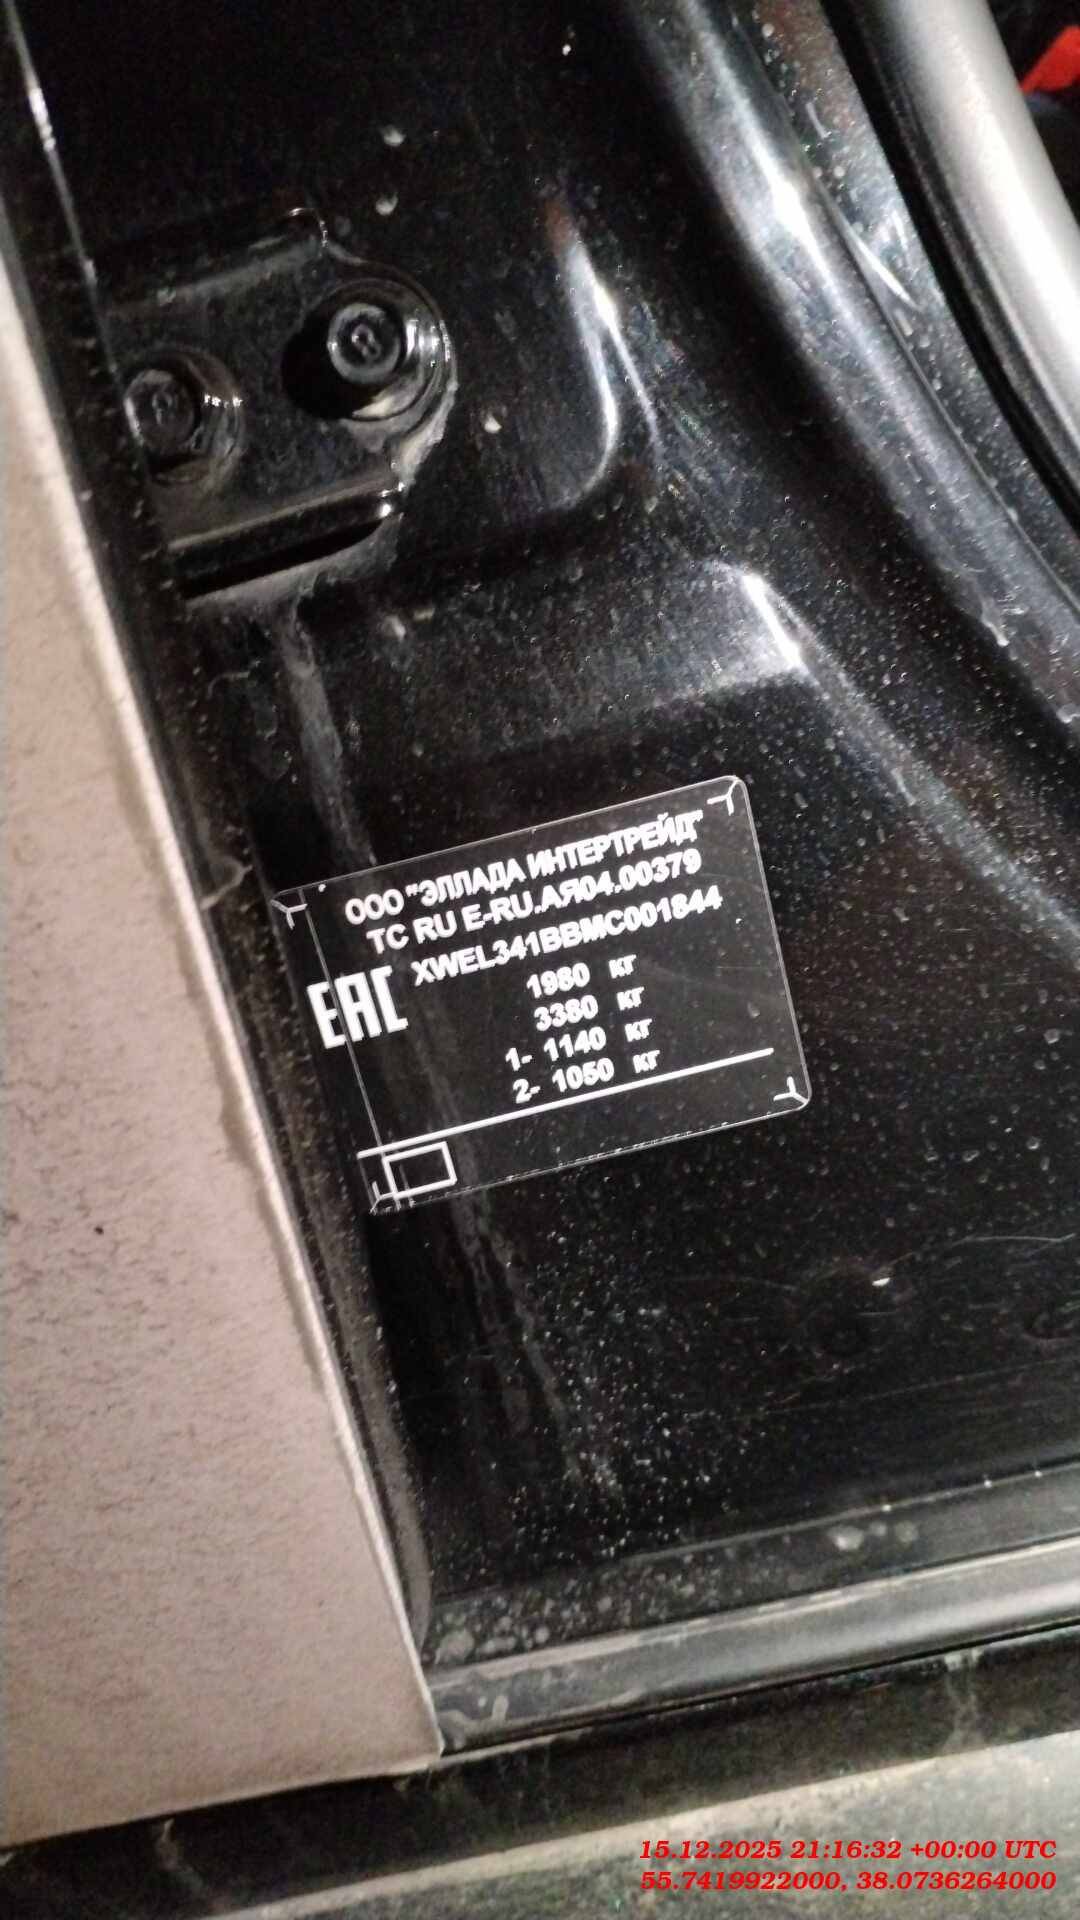 ООО "ЭЛЛАДА ИНТЕРТРЕЙД"
ТС RU E-RU.АЯ04.00379
XWEL341BBMC001844
EAC
1980 кг
3380 кг
1- 1140 кг
2- 1050 кг
15.12.2025 21:16:32 +00:00 UTC
55.7419922000, 38.0736264000